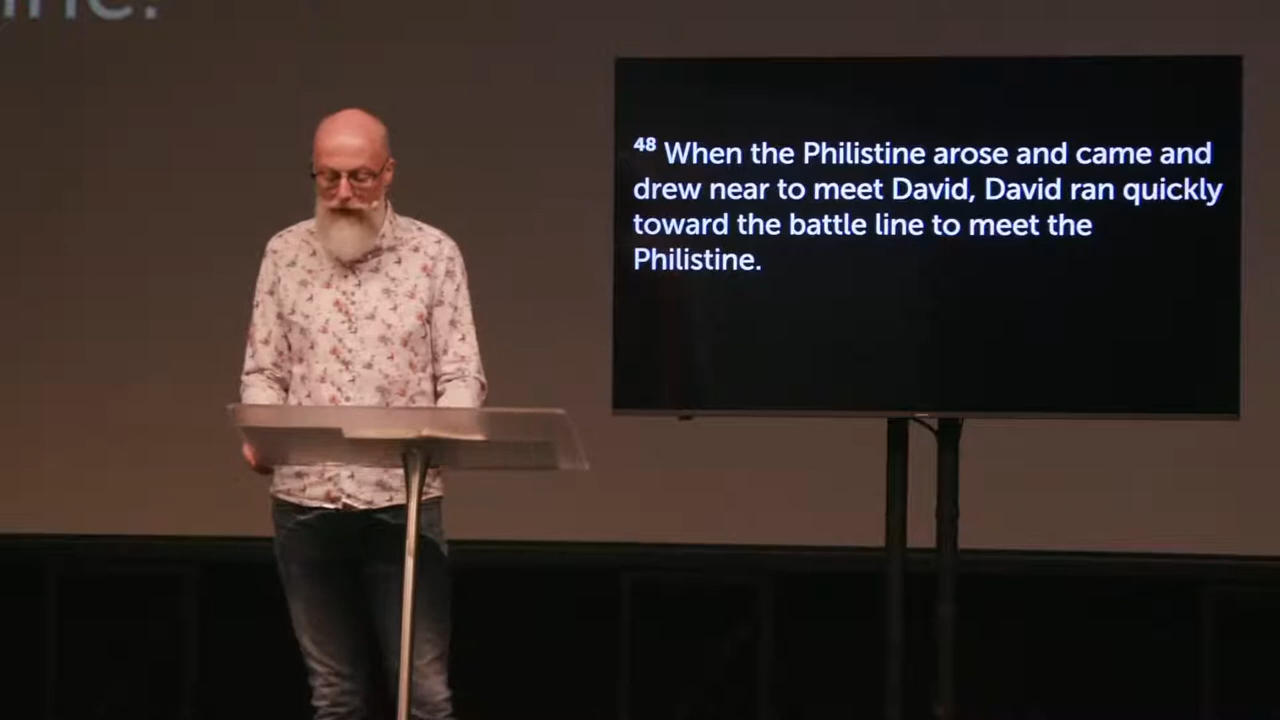 48 When the Philistine arose and came and
drew near to meet David, David ran quickly
toward the battle line to meet the
Philistine.